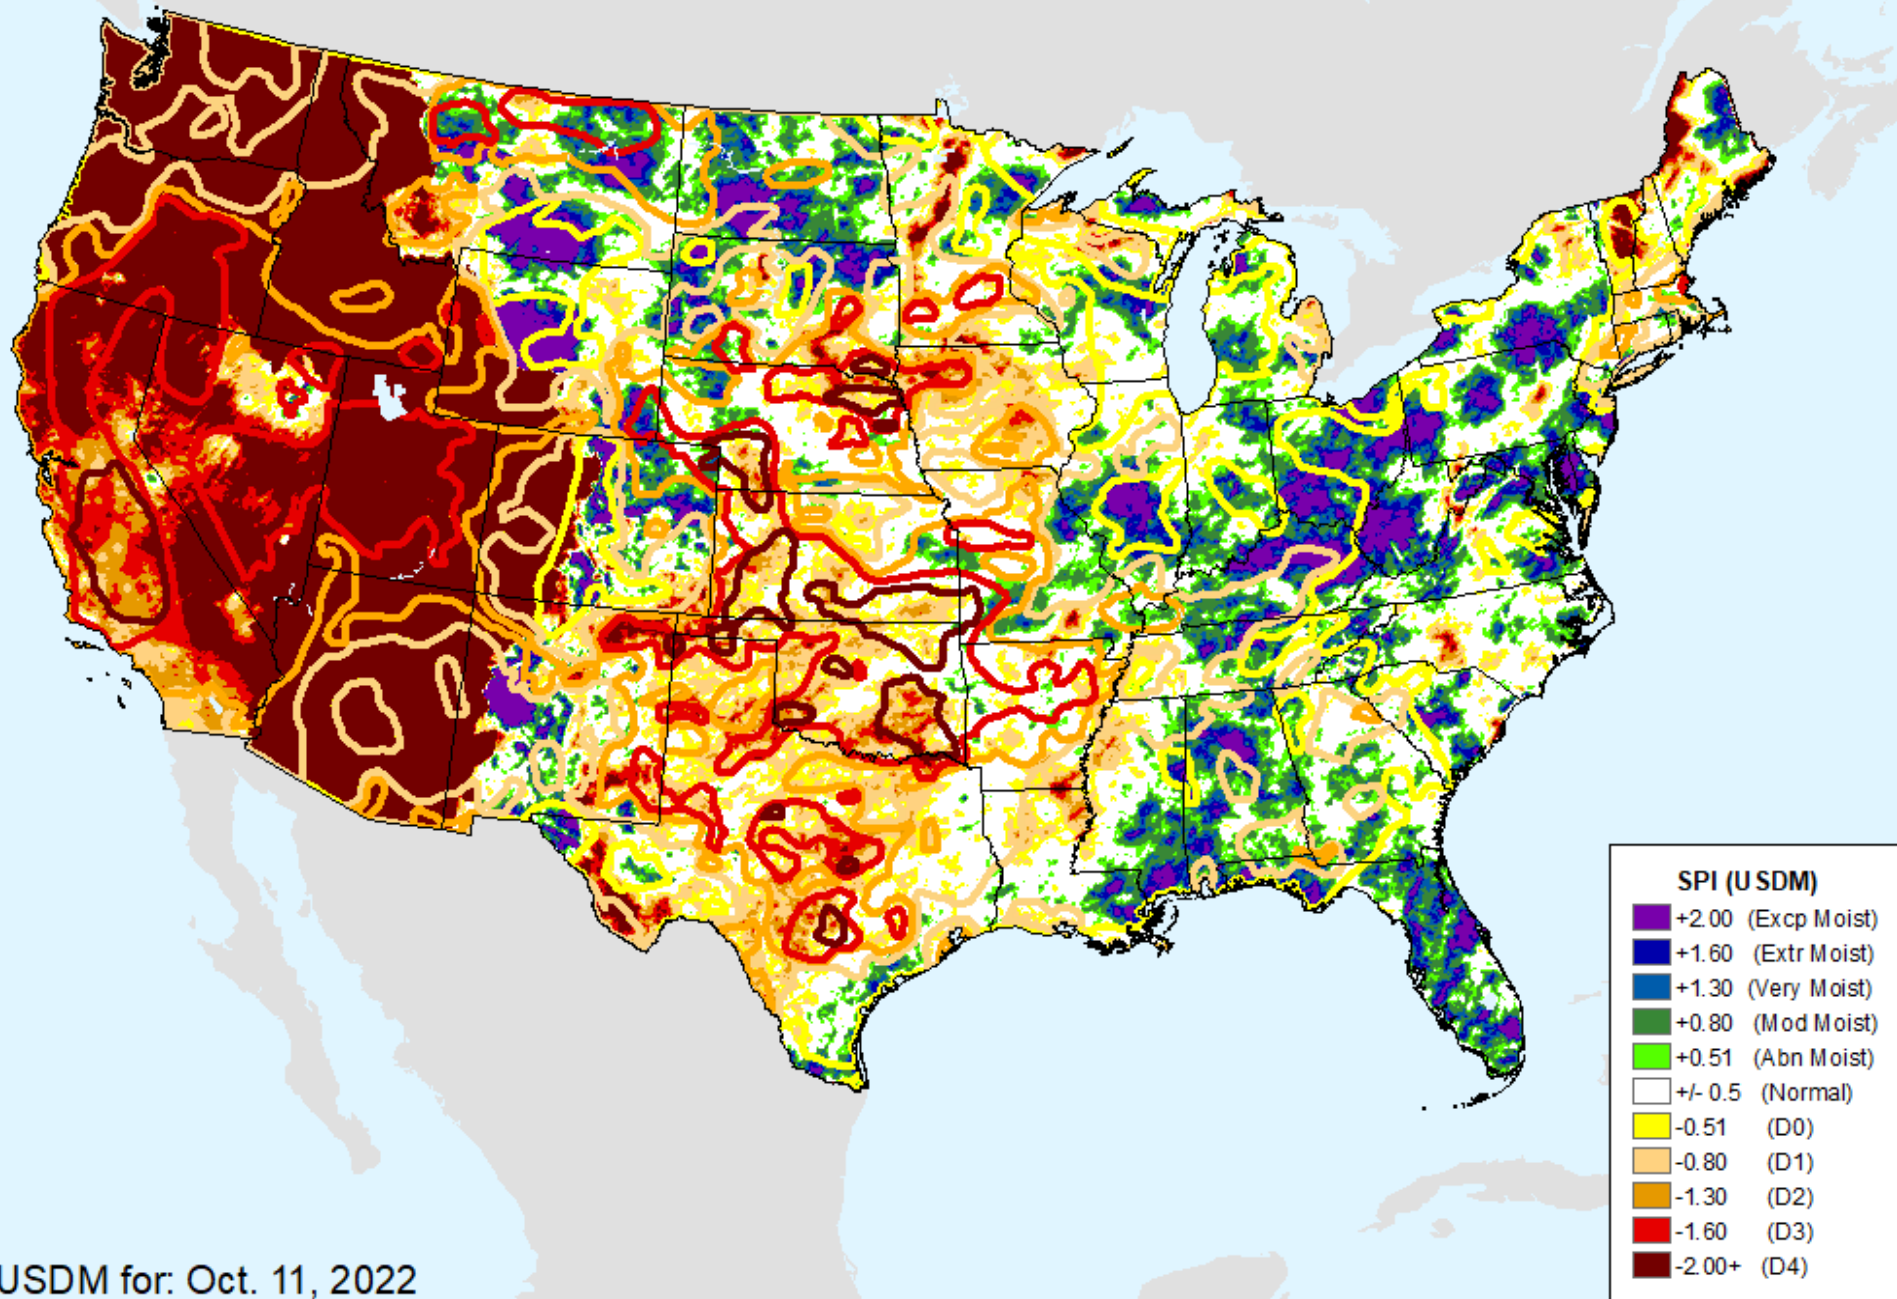 SPI (USDM)
+2.00 (Excp Moist)
+1.60 (Extr Moist)
+1.30 (Very Moist)
+0.80 (Mod Moist)
+0.51 (Abn Moist)
+/- 0.5 (Normal)
-0.51 (D0)
-0.80 (D1)
-1.30 (D2)
-1.60 (D3)
-2.00+ (D4)
USDM for: Oct. 11, 2022